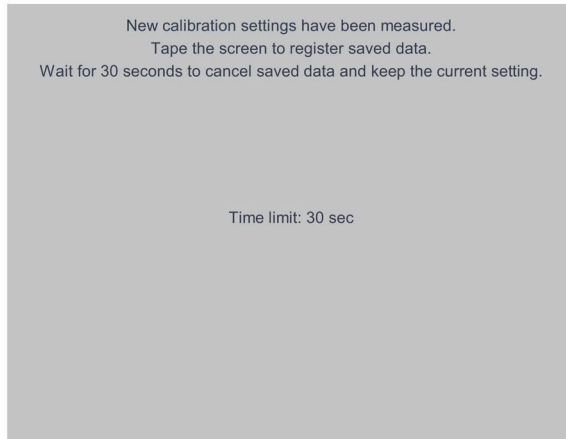 New calibration settings have been measured.
Tape the screen to register saved data.
Wait for 30 seconds to cancel saved data and keep the current setting.
Time limit: 30 sec